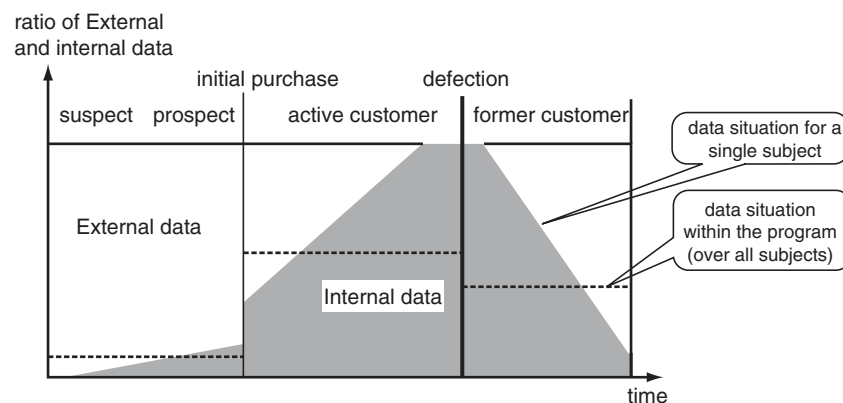 ratio of External
and internal data
initial purchase
defection
suspect
prospect
active customer
former customer
data situation for a
single subject
External data
data situation
within the program
(over all subjects)
Internal data
time